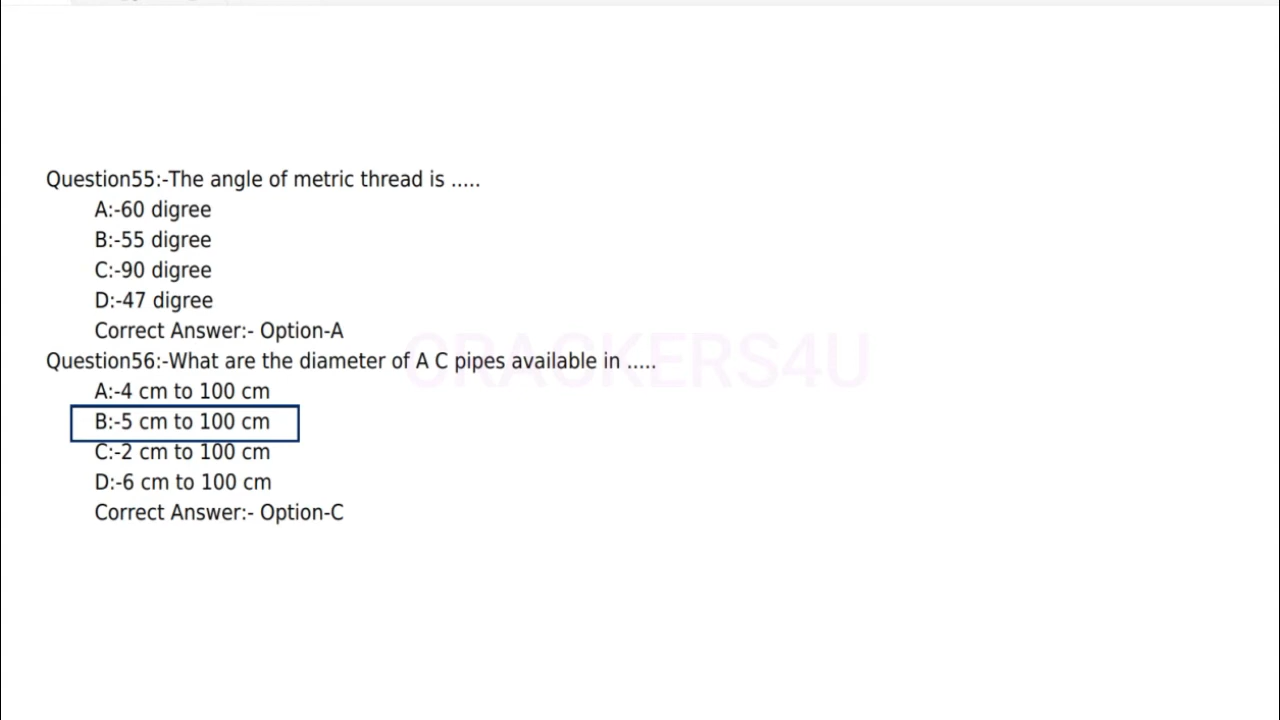 Question55:-The angle of metric thread is .....
A:-60 digree
B:-55 digree
C:-90 digree
D:-47 digree
Correct Answer:- Option-A
CRACKERS4U
Question56:-What are the diameter of A C pipes available in .....
A:-4 cm to 100 cm
B:-5 cm to 100 cm
C:-2 cm to 100 cm
D:-6 cm to 100 cm
Correct Answer:- Option-C